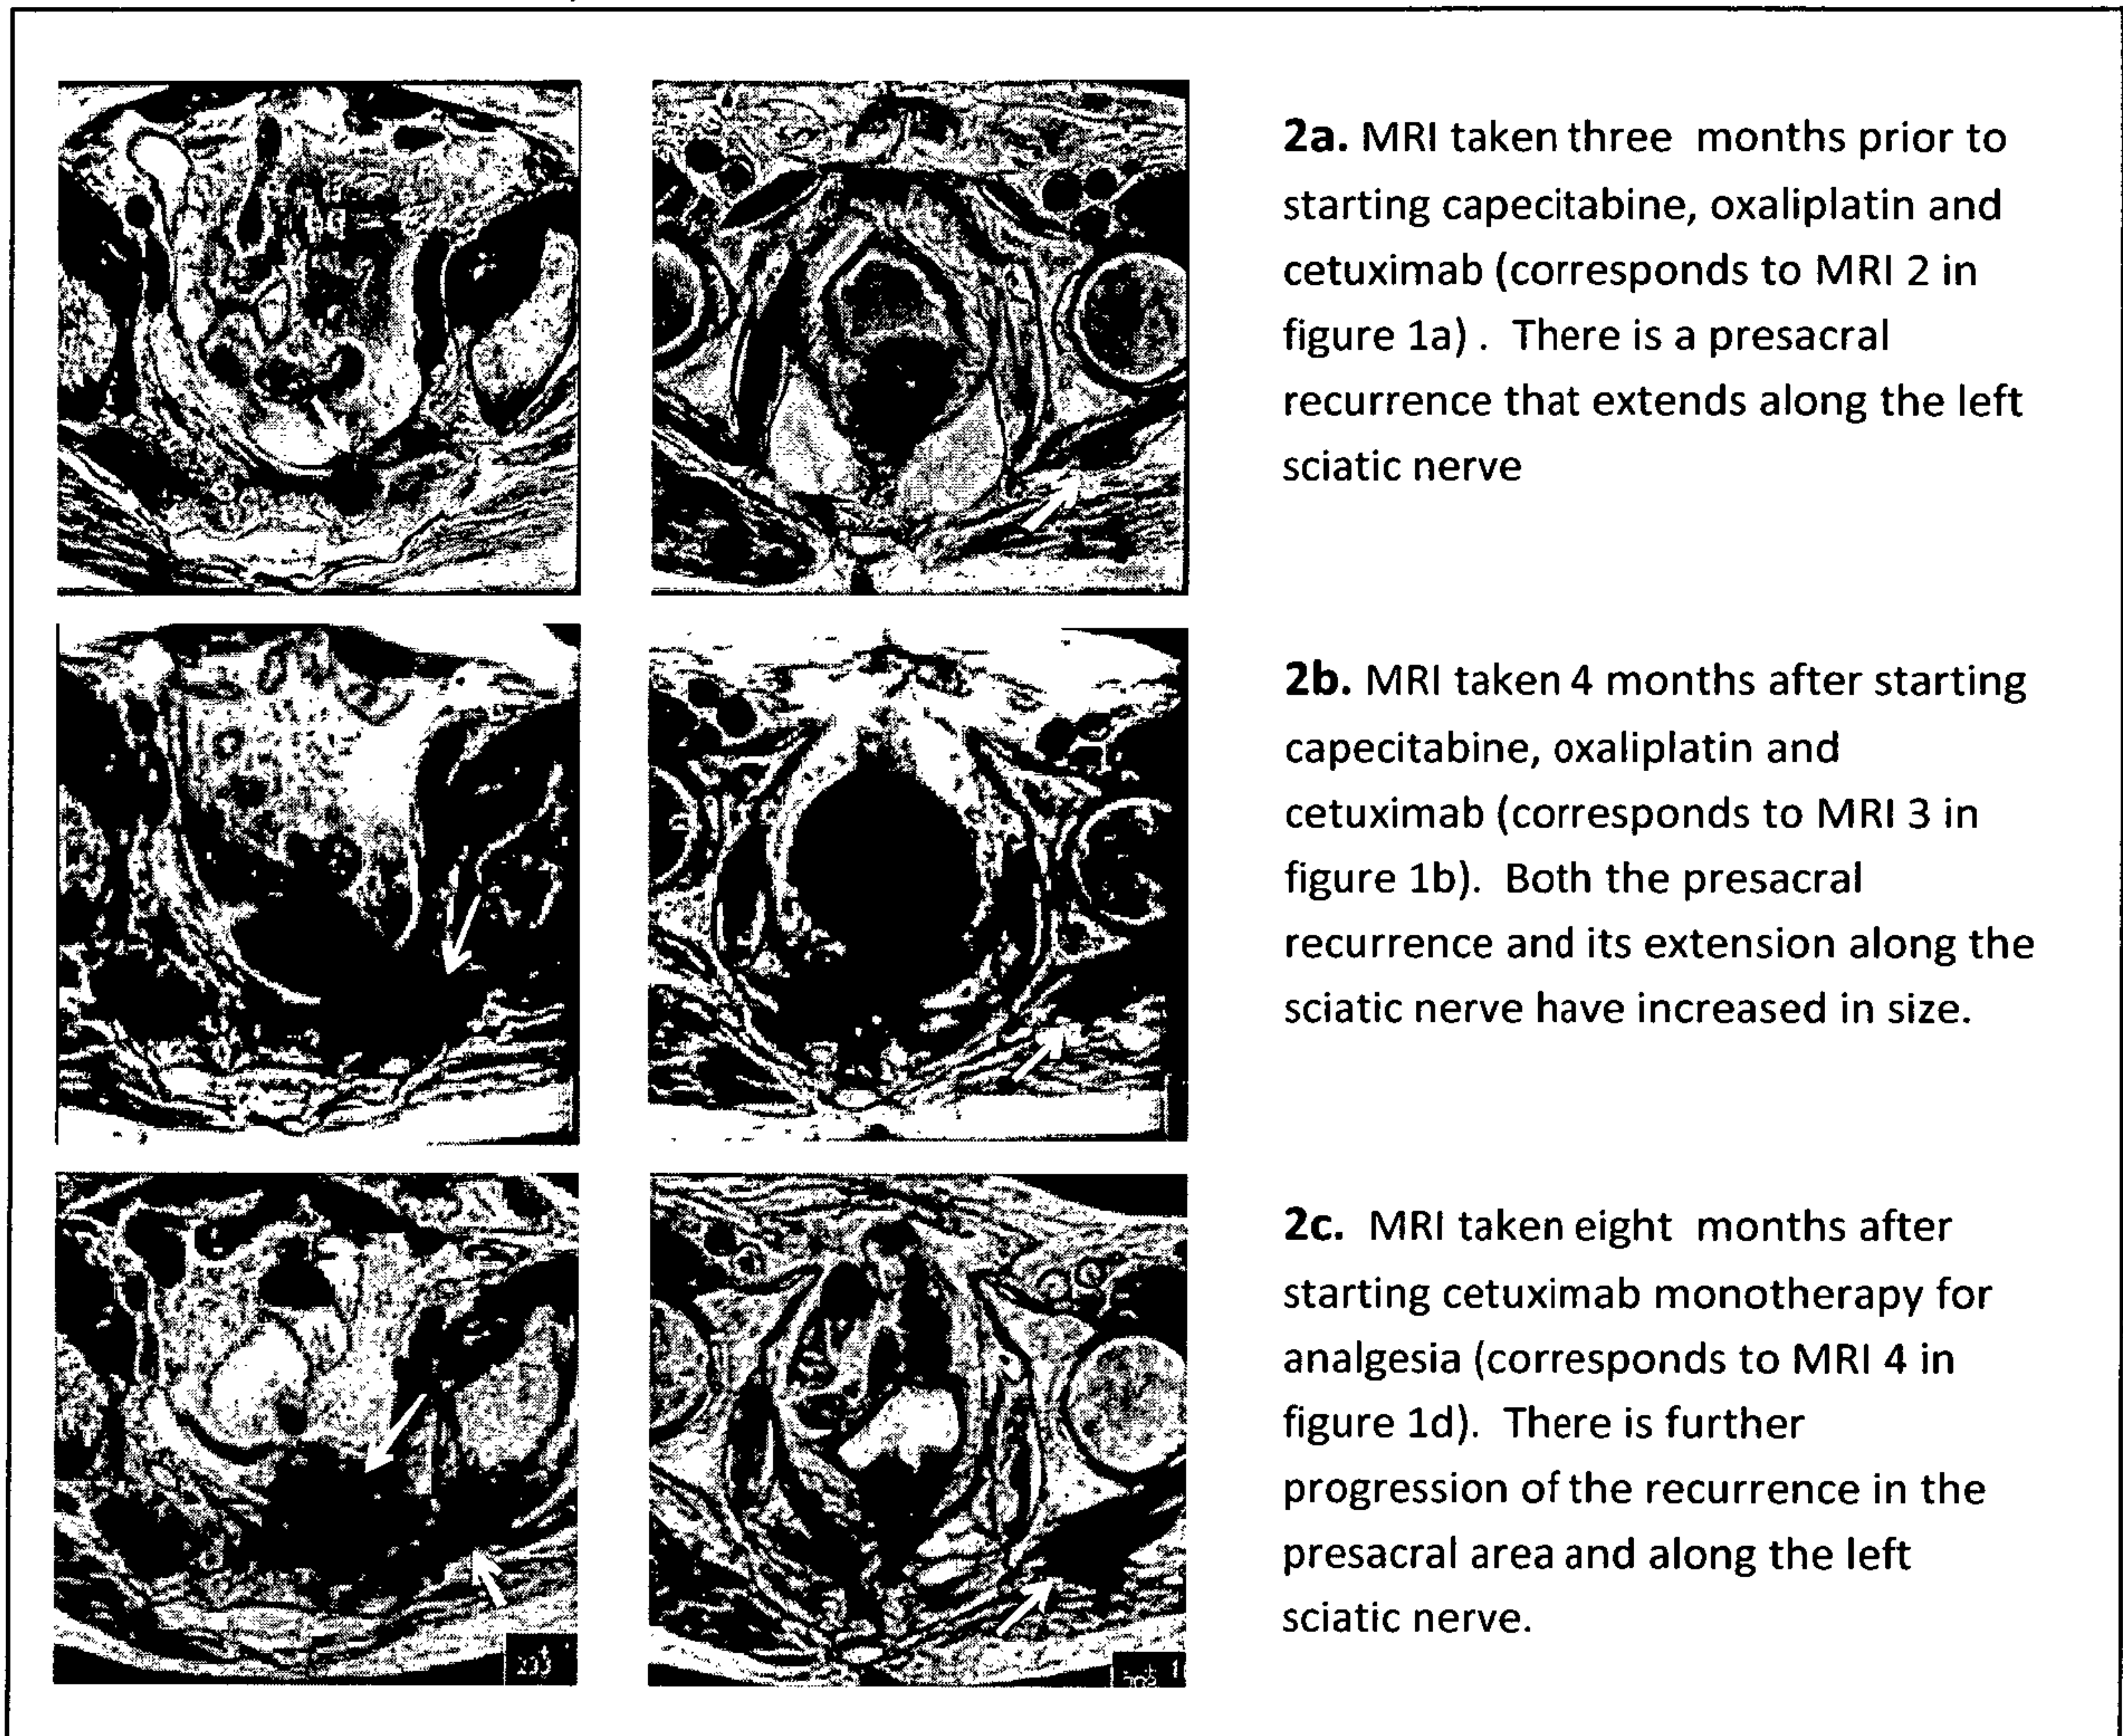 2a. MRI taken three months prior to
starting capecitabine, oxaliplatin and
cetuximab (corresponds to MRI 2 in
figure 1a) . There is a presacral
recurrence that extends along the left
sciatic nerve
2b. MRI taken 4 months after starting
capecitabine, oxaliplatin and
cetuximab (corresponds to MRI 3 in
figure 1b). Both the presacral
recurrence and its extension along the
sciatic nerve have increased in size.
2c. MRI taken eight months after
starting cetuximab monotherapy for
analgesia (corresponds to MRI 4 in
figure 1d). There is further
progression of the recurrence in the
presacral area and along the left
sciatic nerve.